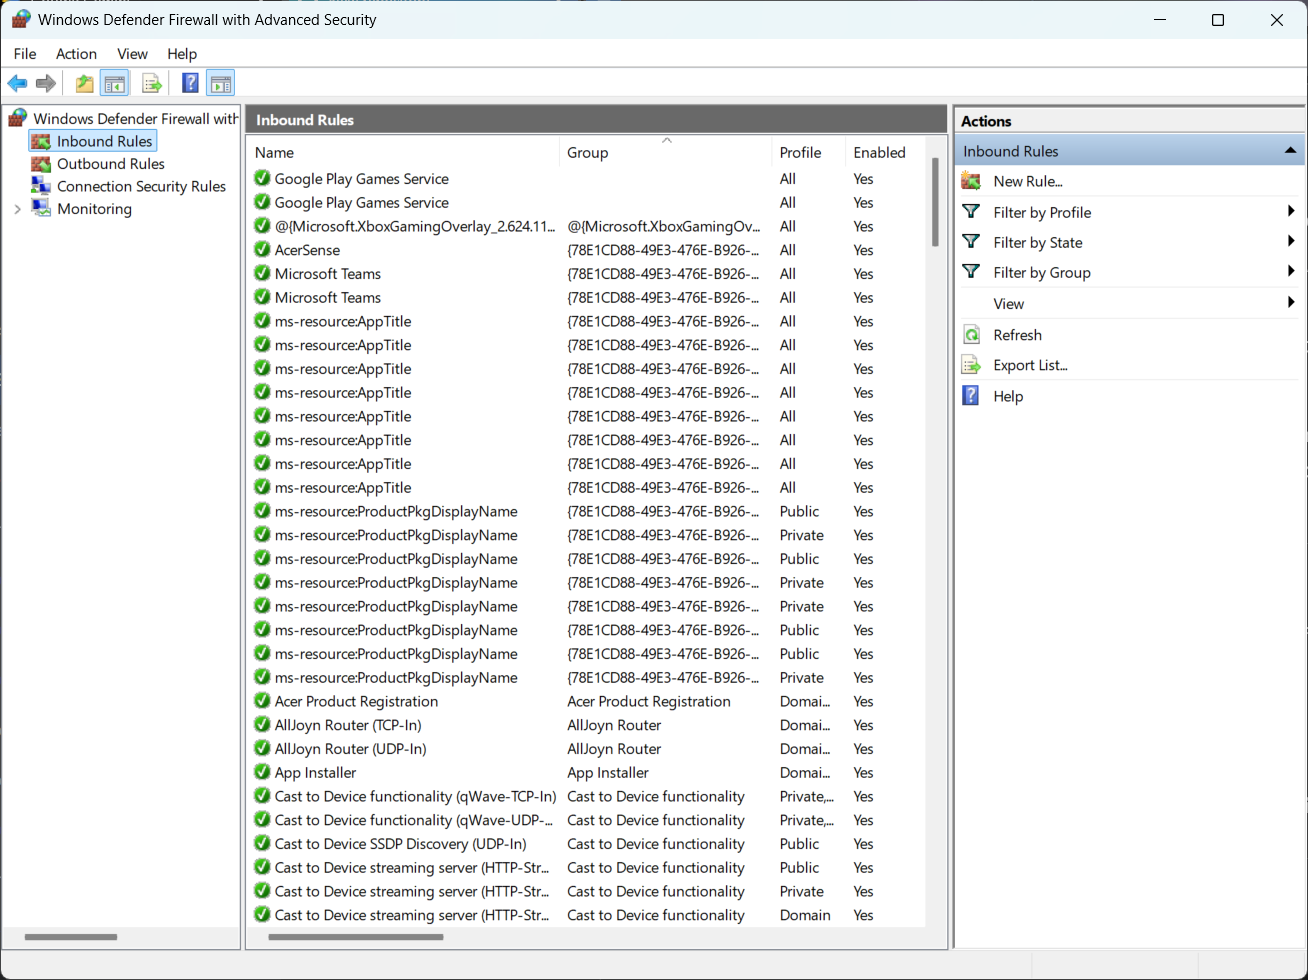 Windows Defender Firewall with Advanced Security
File Action View Help
Windows Defender Firewall with
Inbound Rules
Outbound Rules
Connection Security Rules
Monitoring
Inbound Rules
Name Group Profile Enabled
Google Play Games Service All Yes
Google Play Games Service All Yes
@{Microsoft.XboxGamingOverlay_2.624.11... @{Microsoft.XboxGamingOv... All Yes
AcerSense {78E1CD88-49E3-476E-B926-... All Yes
Microsoft Teams {78E1CD88-49E3-476E-B926-... All Yes
Microsoft Teams {78E1CD88-49E3-476E-B926-... All Yes
ms-resource:AppTitle {78E1CD88-49E3-476E-B926-... All Yes
ms-resource:AppTitle {78E1CD88-49E3-476E-B926-... All Yes
ms-resource:AppTitle {78E1CD88-49E3-476E-B926-... All Yes
ms-resource:AppTitle {78E1CD88-49E3-476E-B926-... All Yes
ms-resource:AppTitle {78E1CD88-49E3-476E-B926-... All Yes
ms-resource:AppTitle {78E1CD88-49E3-476E-B926-... All Yes
ms-resource:AppTitle {78E1CD88-49E3-476E-B926-... All Yes
ms-resource:AppTitle {78E1CD88-49E3-476E-B926-... All Yes
ms-resource:ProductPkgDisplayName {78E1CD88-49E3-476E-B926-... Public Yes
ms-resource:ProductPkgDisplayName {78E1CD88-49E3-476E-B926-... Private Yes
ms-resource:ProductPkgDisplayName {78E1CD88-49E3-476E-B926-... Public Yes
ms-resource:ProductPkgDisplayName {78E1CD88-49E3-476E-B926-... Private Yes
ms-resource:ProductPkgDisplayName {78E1CD88-49E3-476E-B926-... Private Yes
ms-resource:ProductPkgDisplayName {78E1CD88-49E3-476E-B926-... Public Yes
ms-resource:ProductPkgDisplayName {78E1CD88-49E3-476E-B926-... Public Yes
ms-resource:ProductPkgDisplayName {78E1CD88-49E3-476E-B926-... Private Yes
Acer Product Registration Acer Product Registration Domai... Yes
AllJoyn Router (TCP-In) AllJoyn Router Domai... Yes
AllJoyn Router (UDP-In) AllJoyn Router Domai... Yes
App Installer App Installer Domai... Yes
Cast to Device functionality (qWave-TCP-In) Cast to Device functionality Private,... Yes
Cast to Device functionality (qWave-UDP-... Cast to Device functionality Private,... Yes
Cast to Device SSDP Discovery (UDP-In) Cast to Device functionality Public Yes
Cast to Device streaming server (HTTP-Str... Cast to Device functionality Public Yes
Cast to Device streaming server (HTTP-Str... Cast to Device functionality Private Yes
Cast to Device streaming server (HTTP-Str... Cast to Device functionality Domain Yes
Actions
Inbound Rules
New Rule...
Filter by Profile
Filter by State
Filter by Group
View
Refresh
Export List...
Help